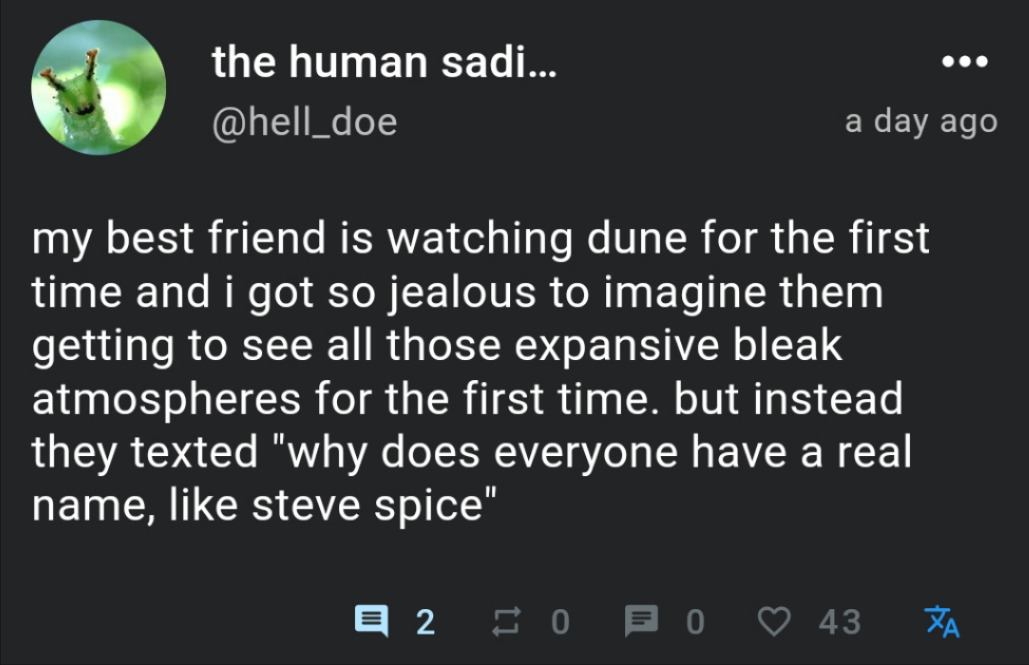 the human sadi...
@hell_doe
a day ago
my best friend is watching dune for the first
time and i got so jealous to imagine them
getting to see all those expansive bleak
atmospheres for the first time. but instead
they texted "why does everyone have a real
name, like steve spice"
2 0 0 43